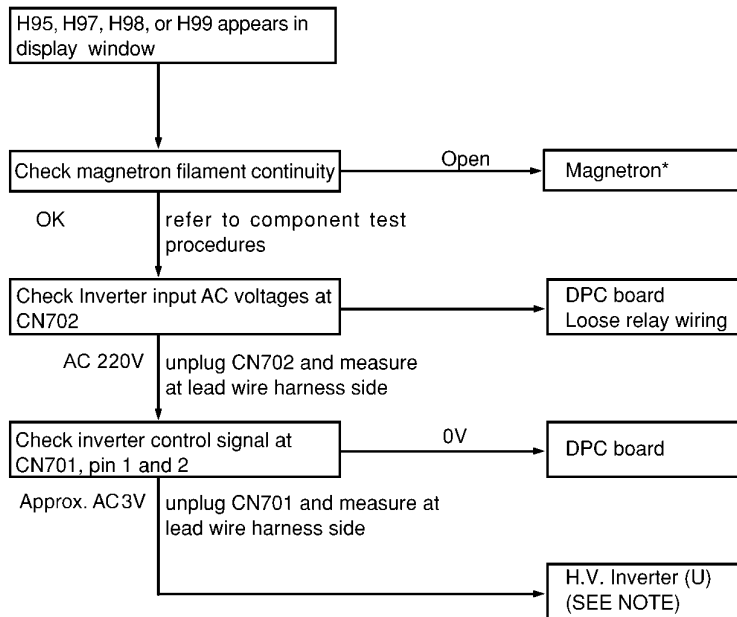 H95, H97, H98, or H99 appears in
display window
Check magnetron filament continuity
Open
Magnetron*
OK
refer to component test
procedures
Check Inverter input AC voltages at
CN702
DPC board
Loose relay wiring
AC 220V
unplug CN702 and measure
at lead wire harness side
Check inverter control signal at
CN701, pin 1 and 2
0V
DPC board
Approx. AC3V
unplug CN701 and measure at
lead wire harness side
H.V. Inverter (U)
(SEE NOTE)